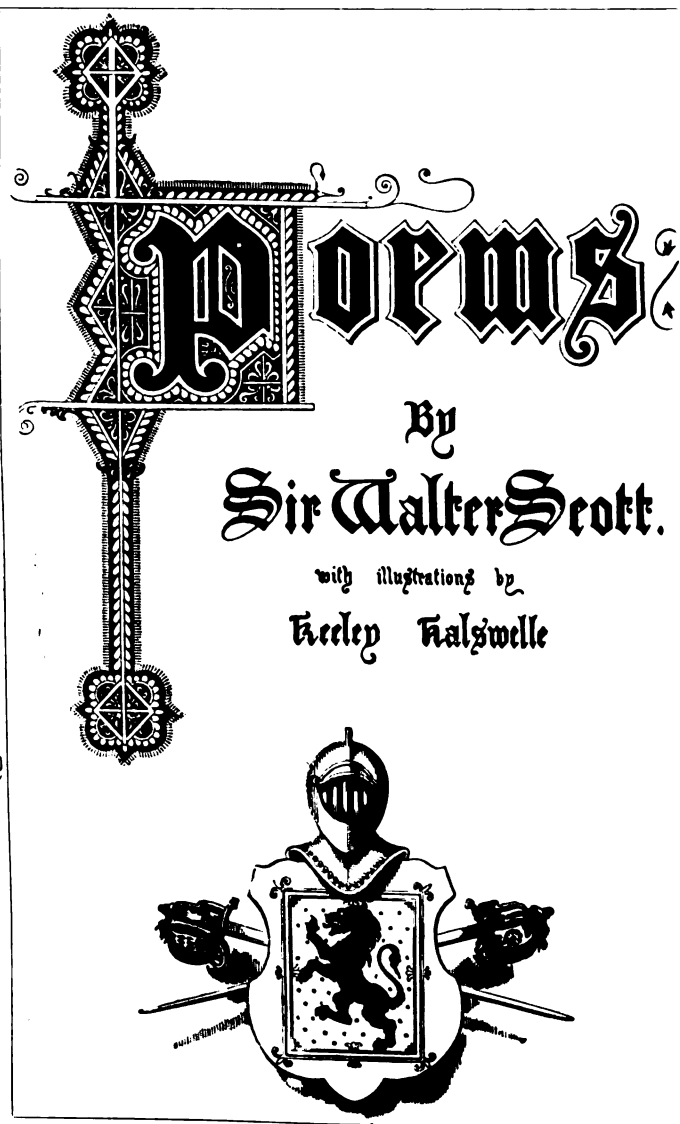 Poems
By
Sir Walter Scott.
with illustrations by
Keeley Halswelle